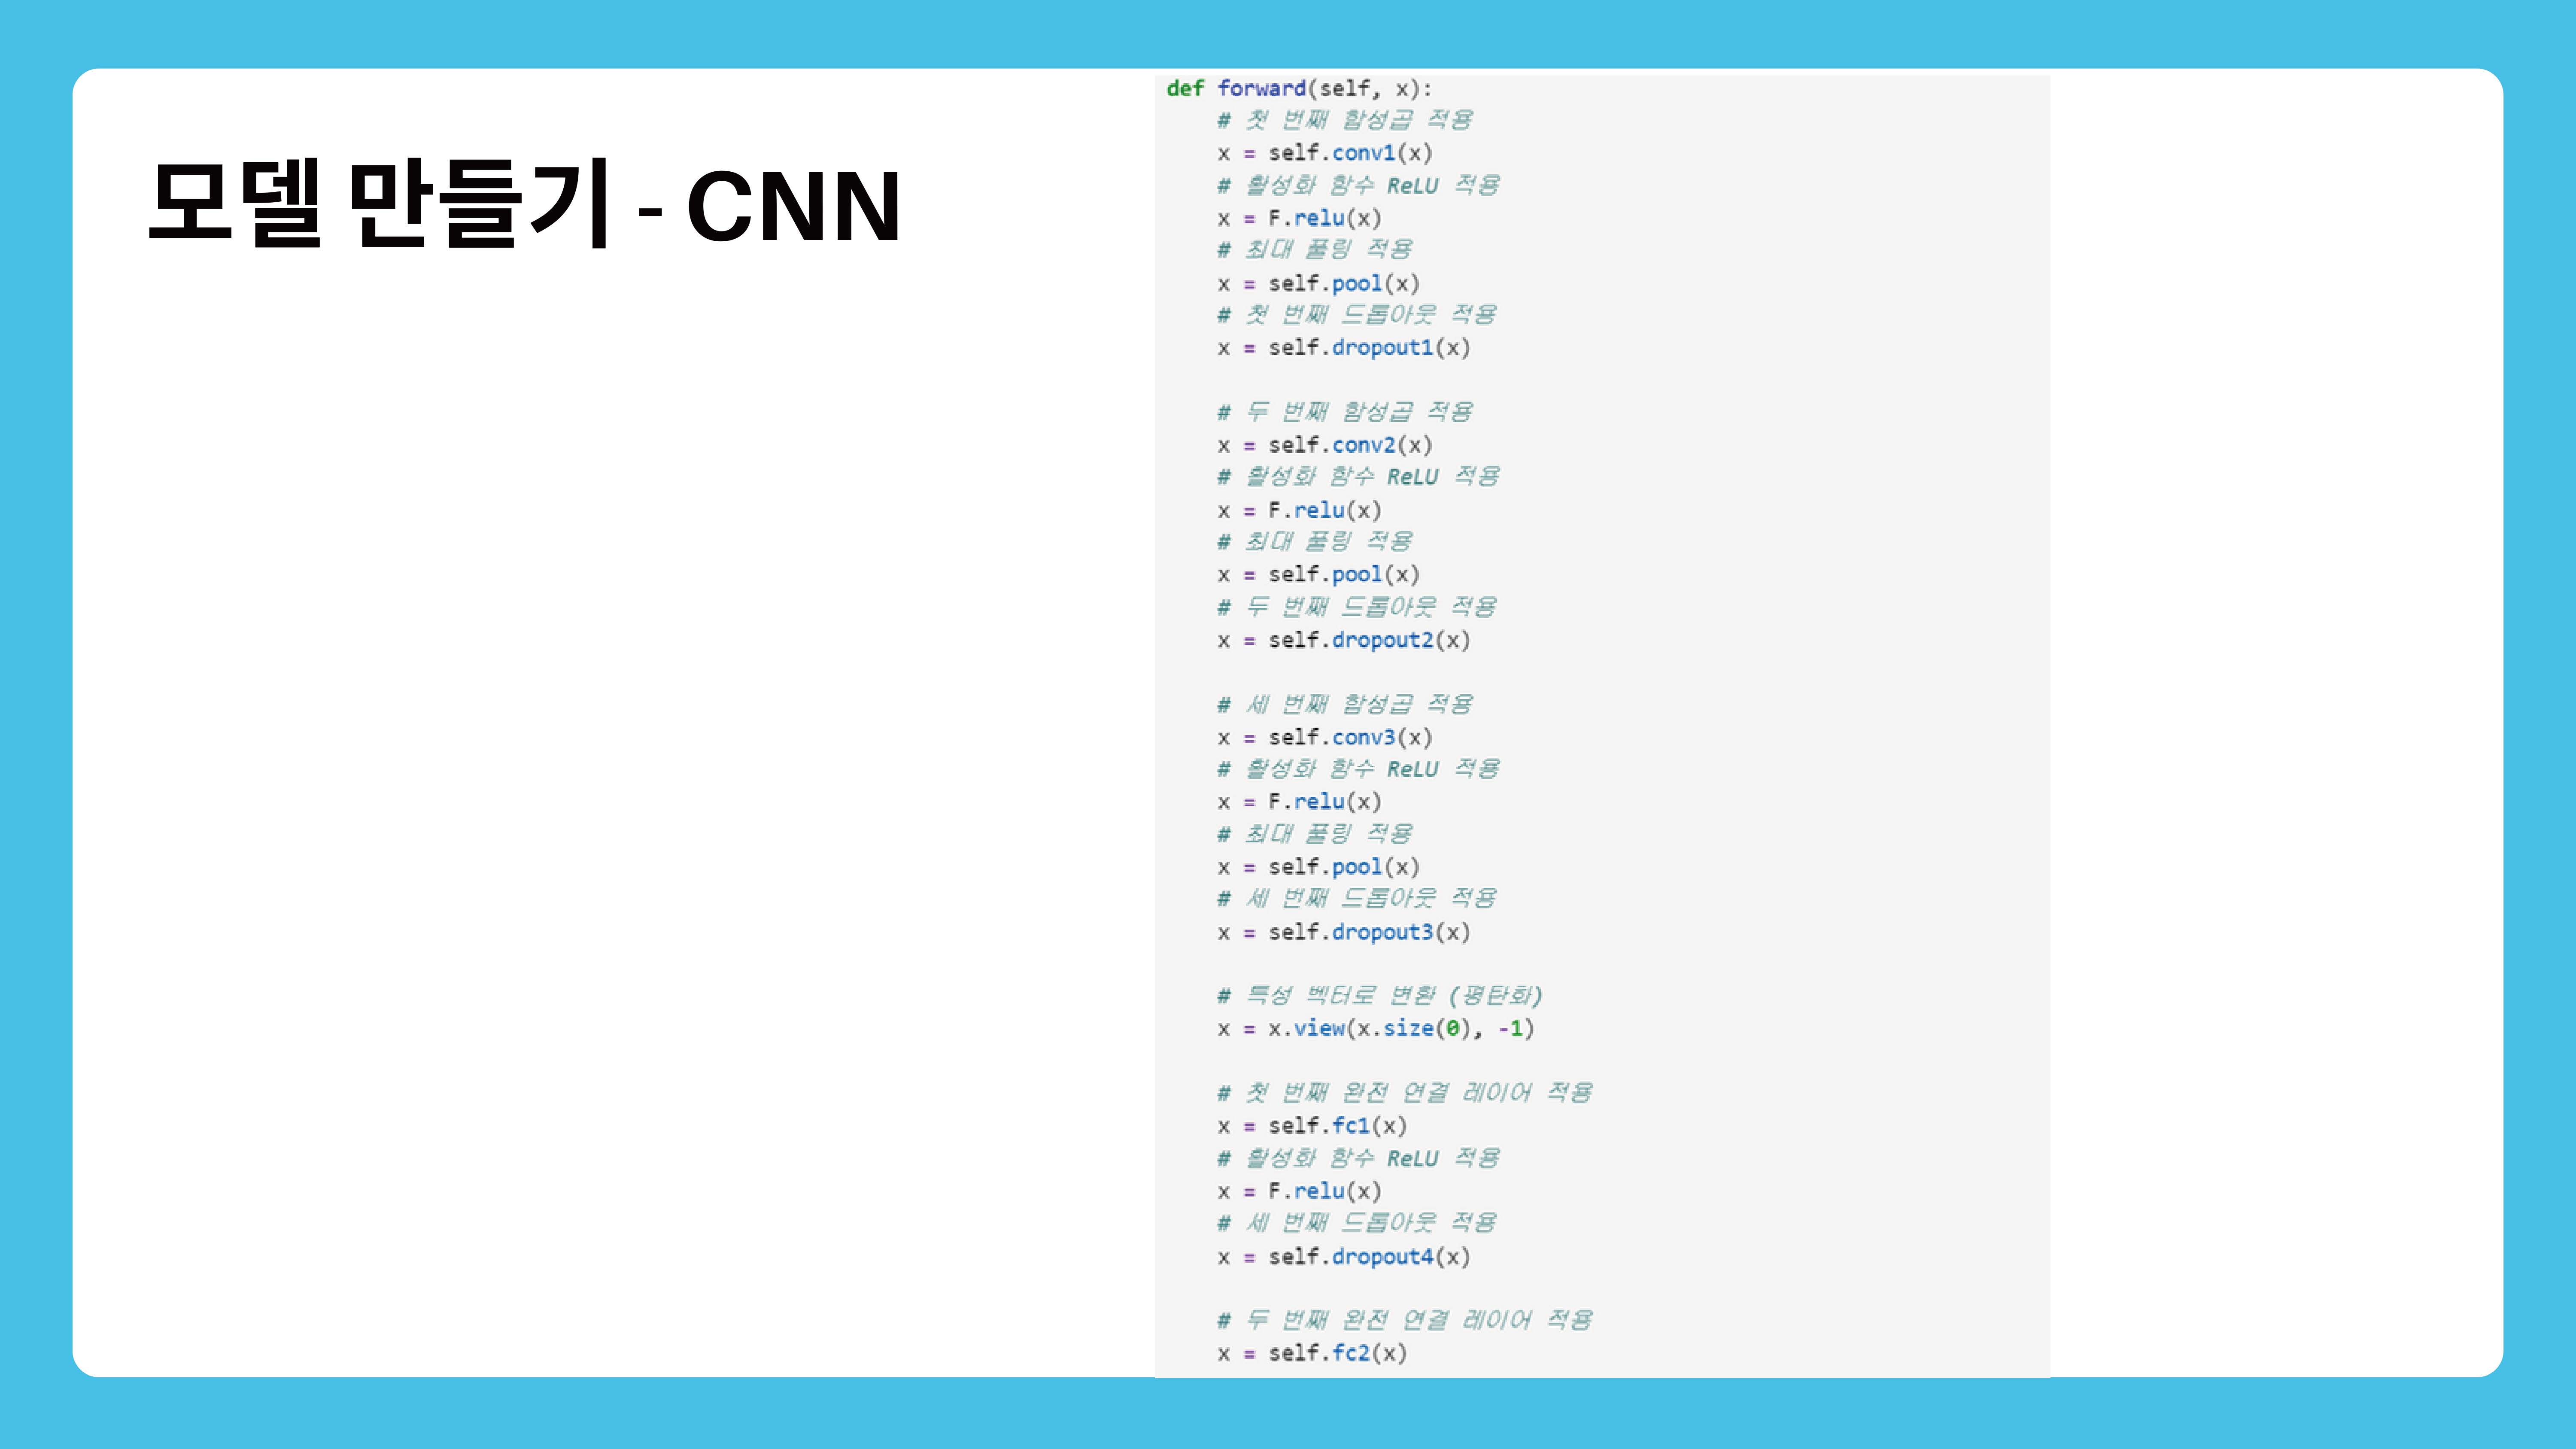 모델 만들기 - CNN
def forward(self, x):
    # 첫 번째 합성곱 적용
    x = self.conv1(x)
    # 활성화 함수 ReLU 적용
    x = F.relu(x)
    # 최대 풀링 적용
    x = self.pool(x)
    # 첫 번째 드롭아웃 적용
    x = self.dropout1(x)

    # 두 번째 합성곱 적용
    x = self.conv2(x)
    # 활성화 함수 ReLU 적용
    x = F.relu(x)
    # 최대 풀링 적용
    x = self.pool(x)
    # 두 번째 드롭아웃 적용
    x = self.dropout2(x)

    # 세 번째 합성곱 적용
    x = self.conv3(x)
    # 활성화 함수 ReLU 적용
    x = F.relu(x)
    # 최대 풀링 적용
    x = self.pool(x)
    # 세 번째 드롭아웃 적용
    x = self.dropout3(x)

    # 특성 벡터로 변환 (평탄화)
    x = x.view(x.size(0), -1)

    # 첫 번째 완전 연결 레이어 적용
    x = self.fc1(x)
    # 활성화 함수 ReLU 적용
    x = F.relu(x)
    # 세 번째 드롭아웃 적용
    x = self.dropout4(x)

    # 두 번째 완전 연결 레이어 적용
    x = self.fc2(x)